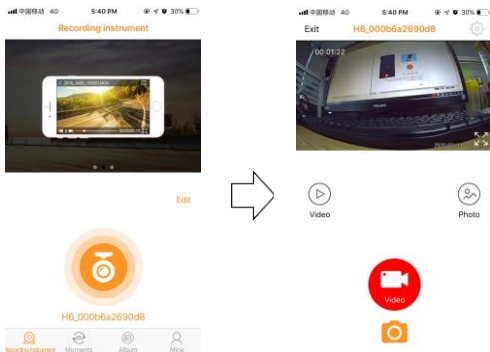 中国移动 4G 5:40 PM 30%
Recording instrument
Edit
H6_000b6a2690d8
Recording instrument Moments Album Mine
中国移动 4G 5:40 PM 30%
Exit H6_000b6a2690d8
00:01:22
Video Photo
Video